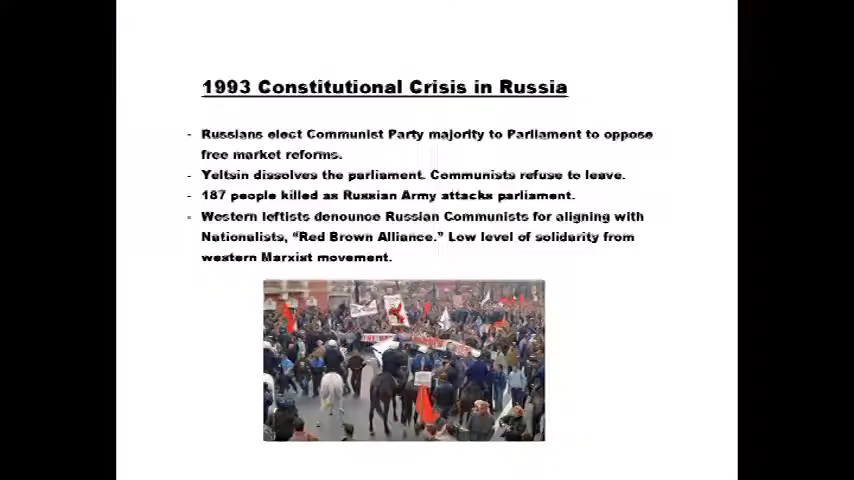 1993 Constitutional Crisis in Russia
- Russians elect Communist Party majority to Parliament to oppose
free market reforms.
- Yeltsin dissolves the parliament. Communists refuse to leave.
- 187 people killed as Russian Army attacks parliament.
- Western leftists denounce Russian Communists for aligning with
Nationalists, “Red Brown Alliance.” Low level of solidarity from
western Marxist movement.